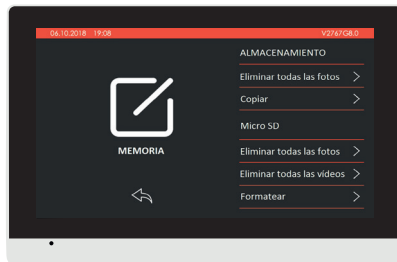 06.10.2018 19:08
V2767G8.0
ALMACENAMIENTO
Eliminar todas las fotos
Copiar
Micro SD
MEMORIA
Eliminar todas las fotos
Eliminar todas las vídeos
Formatear